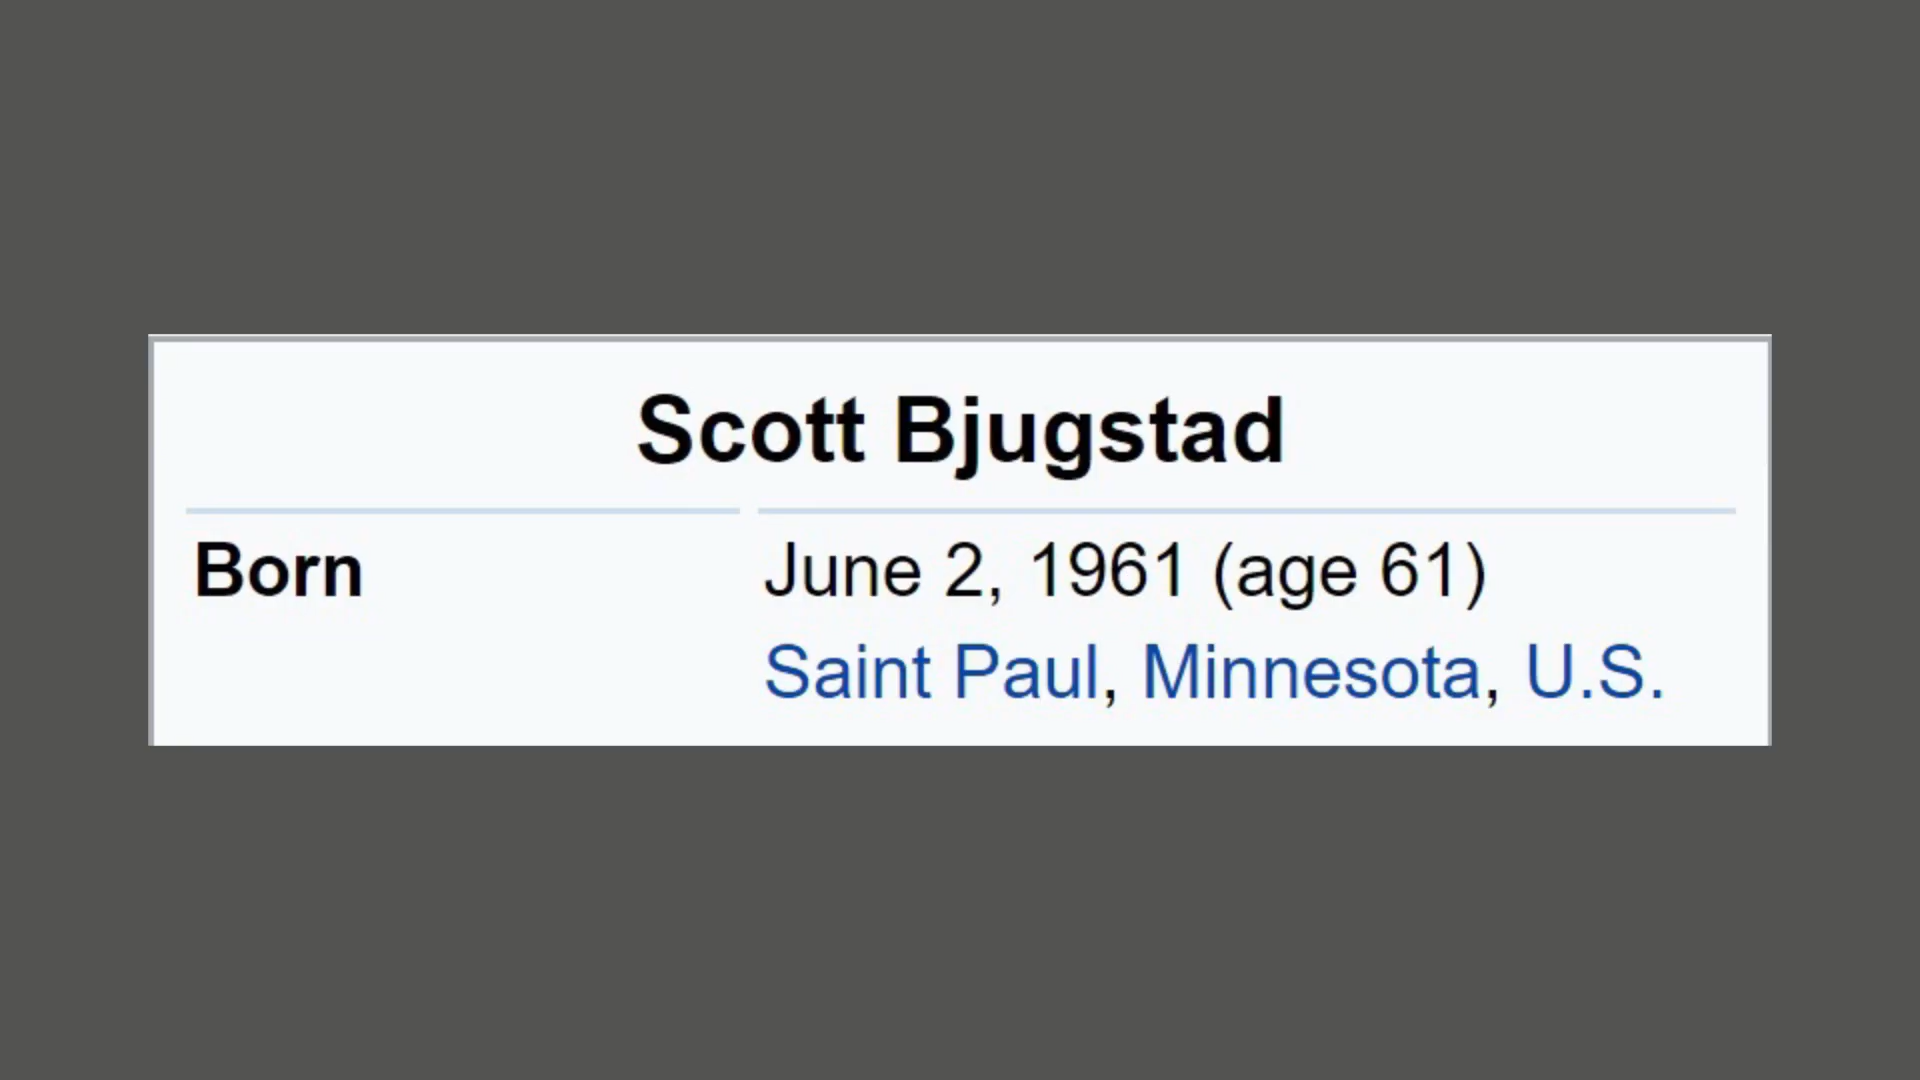 Scott Bjugstad
Born June 2, 1961 (age 61)
Saint Paul, Minnesota, U.S.